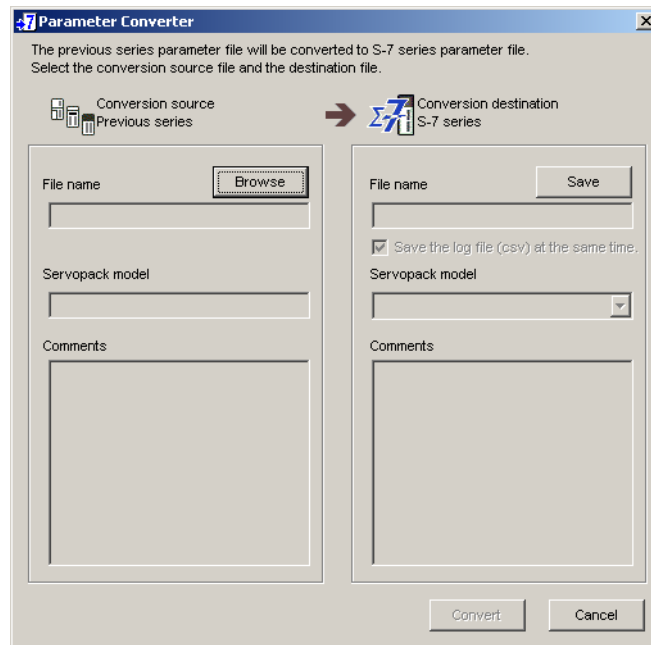 Parameter Converter
The previous series parameter file will be converted to S-7 series parameter file.
Select the conversion source file and the destination file.
Conversion source
Previous series
Σ7 Conversion destination
S-7 series
File name
Browse
Servopack model
Comments
File name
Save
Save the log file (csv) at the same time.
Servopack model
Comments
Convert
Cancel